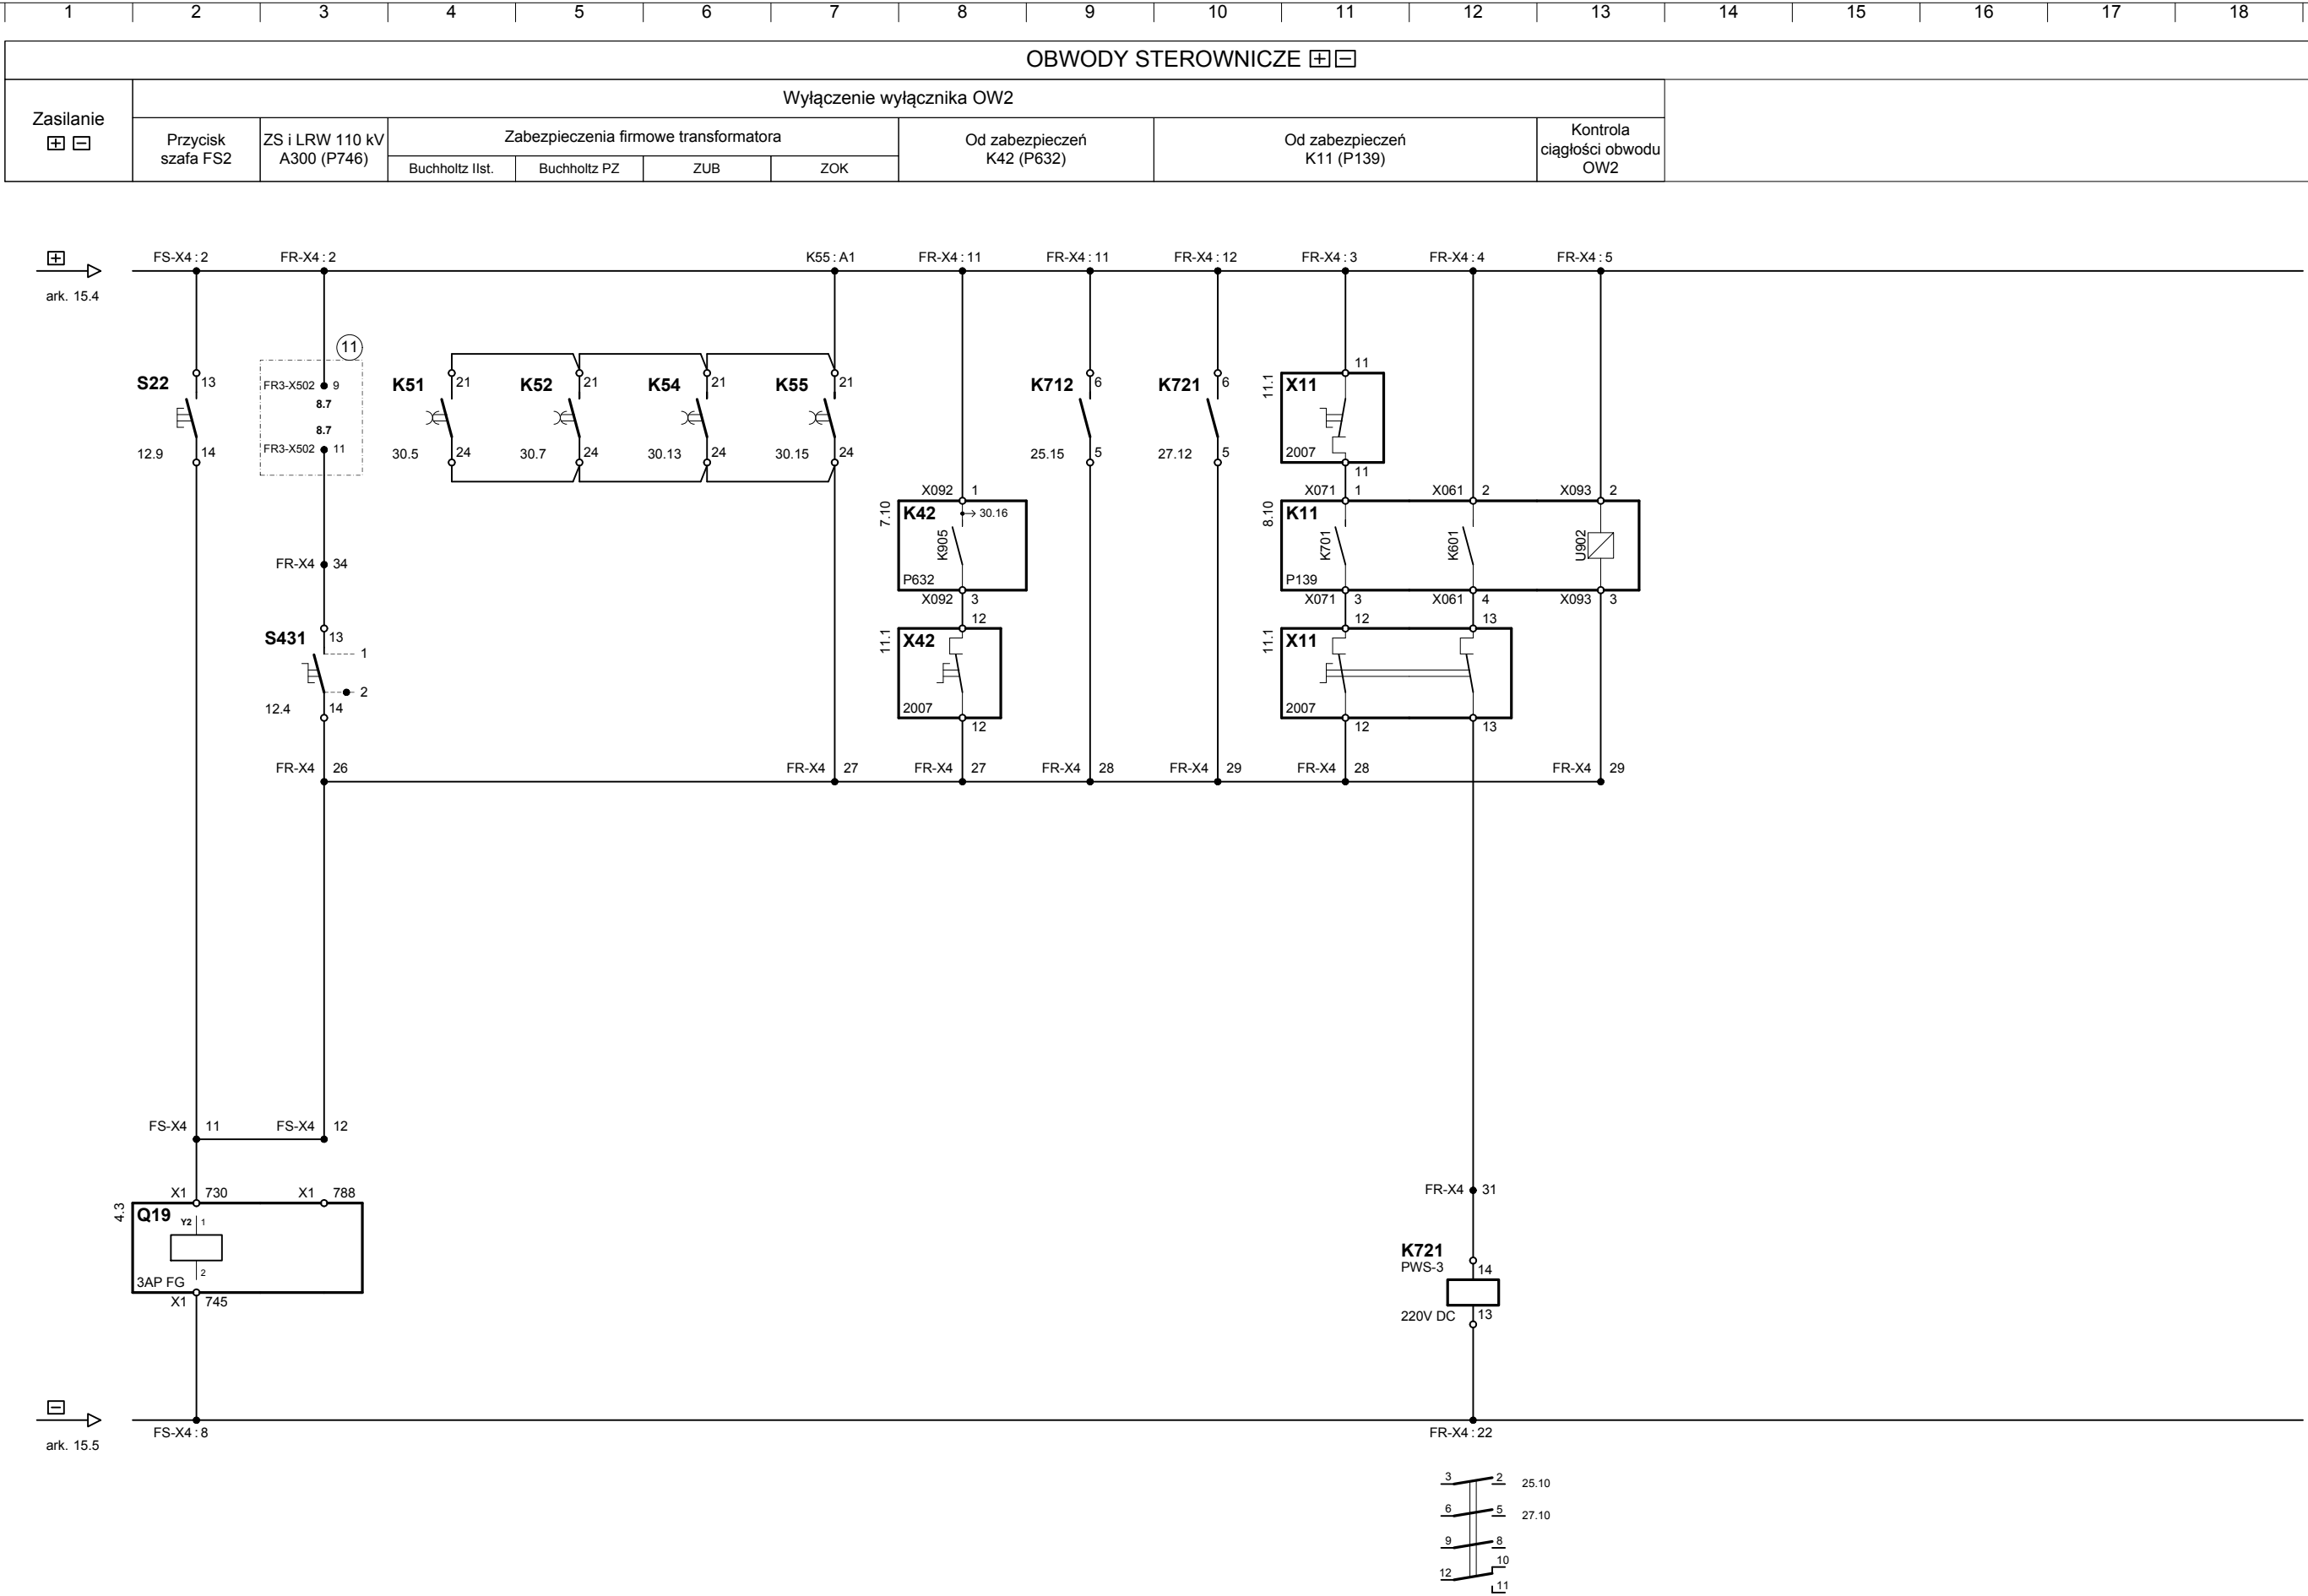 1 2 3 4 5 6 7 8 9 10 11 12 13 14 15 16 17 18
OBWODY STEROWNICZE + −
Zasilanie
+ −
Wyłączenie wyłącznika OW2
Przycisk
szafa FS2
ZS i LRW 110 kV
A300 (P746)
Zabezpieczenia firmowe transformatora
Buchholtz IIst. Buchholtz PZ ZUB ZOK
Od zabezpieczeń
K42 (P632)
Od zabezpieczeń
K11 (P139)
Kontrola
ciągłości obwodu
OW2
+
ark. 15.4
FS-X4 : 2 FR-X4 : 2 K55 : A1 FR-X4 : 11 FR-X4 : 11 FR-X4 : 12 FR-X4 : 3 FR-X4 : 4 FR-X4 : 5
S22 13
12.9 14
11
FR3-X502 9
8.7
8.7
FR3-X502 11
K51 21
30.5 24
K52 21
30.7 24
K54 21
30.13 24
K55 21
30.15 24
K712 6
25.15 5
K721 6
27.12 5
11
11.1 X11
2007
11
X092 1
7.10 K42 30.16
K905
P632
X092 3
X071 1 X061 2 X093 2
8.10 K11
K701 K601 U902
P139
X071 3 X061 4 X093 3
FR-X4 34
S431 13
1
2
12.4 14
12
11.1 X42
2007
12
12 13
11.1 X11
2007
12 13
FR-X4 26 FR-X4 27 FR-X4 27 FR-X4 28 FR-X4 29 FR-X4 28 FR-X4 29
FS-X4 11 FS-X4 12
X1 730 X1 788
4.3 Q19 Y2 1
2
3AP FG
X1 745
FR-X4 31
K721
PWS-3 14
220V DC 13
−
ark. 15.5
FS-X4 : 8 FR-X4 : 22
3 2 25.10
6 5 27.10
9 8
10
12
11